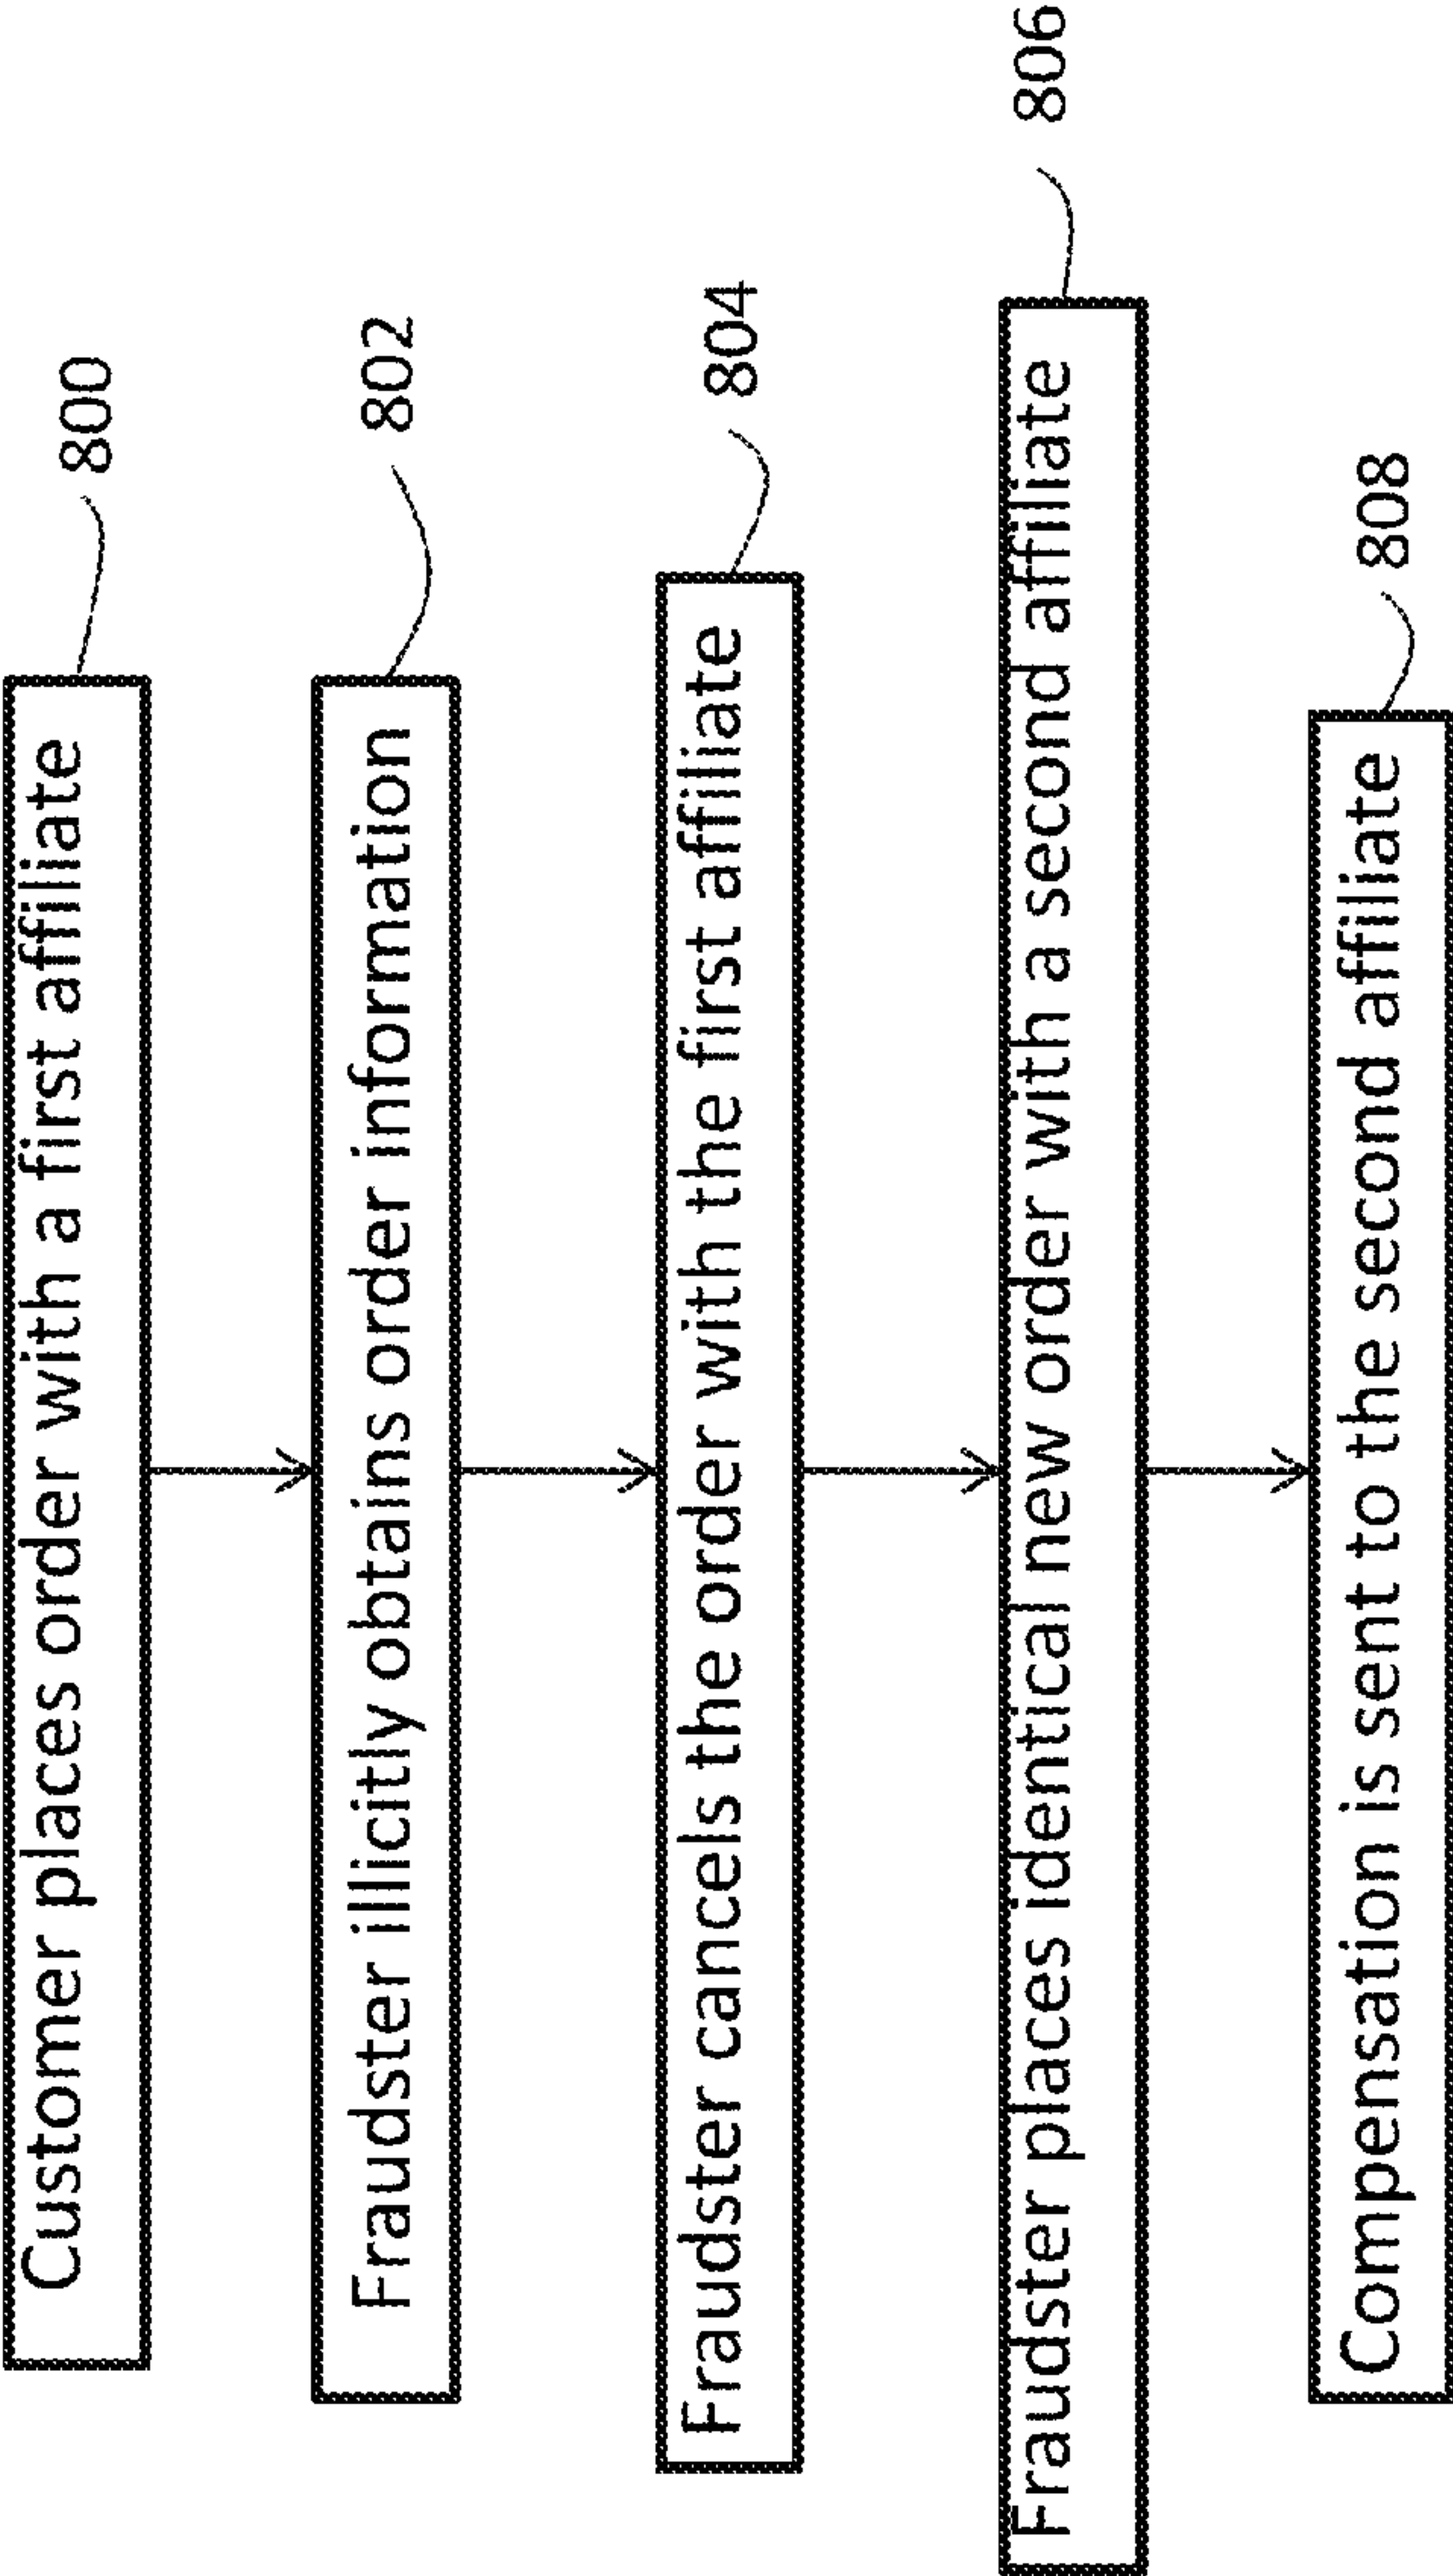 Customer places order with a first affiliate
800
Fraudster illicitly obtains order information
802
Fraudster cancels the order with the first affiliate
804
Fraudster places identical new order with a second affiliate
806
Compensation is sent to the second affiliate
808